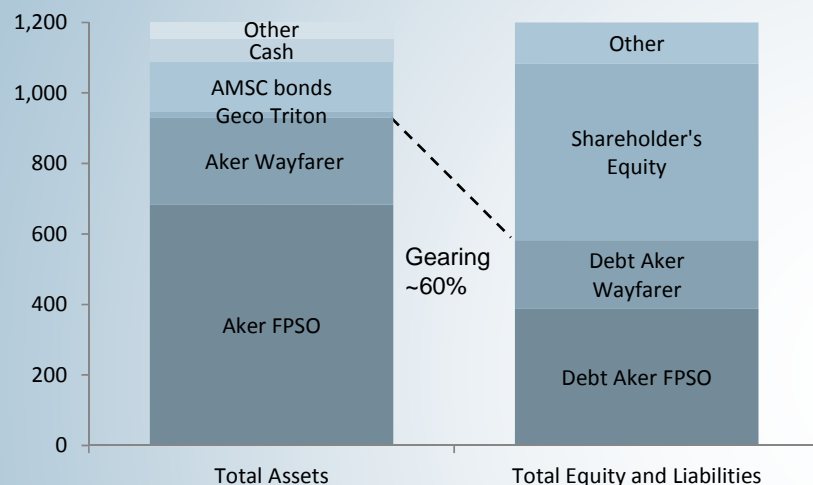 1,200
1,000
800
600
400
200
0
Other
Cash
AMSC bonds
Geco Triton
Aker Wayfarer
Aker FPSO
Gearing
~60%
Other
Shareholder's
Equity
Debt Aker
Wayfarer
Debt Aker FPSO
Total Assets
Total Equity and Liabilities